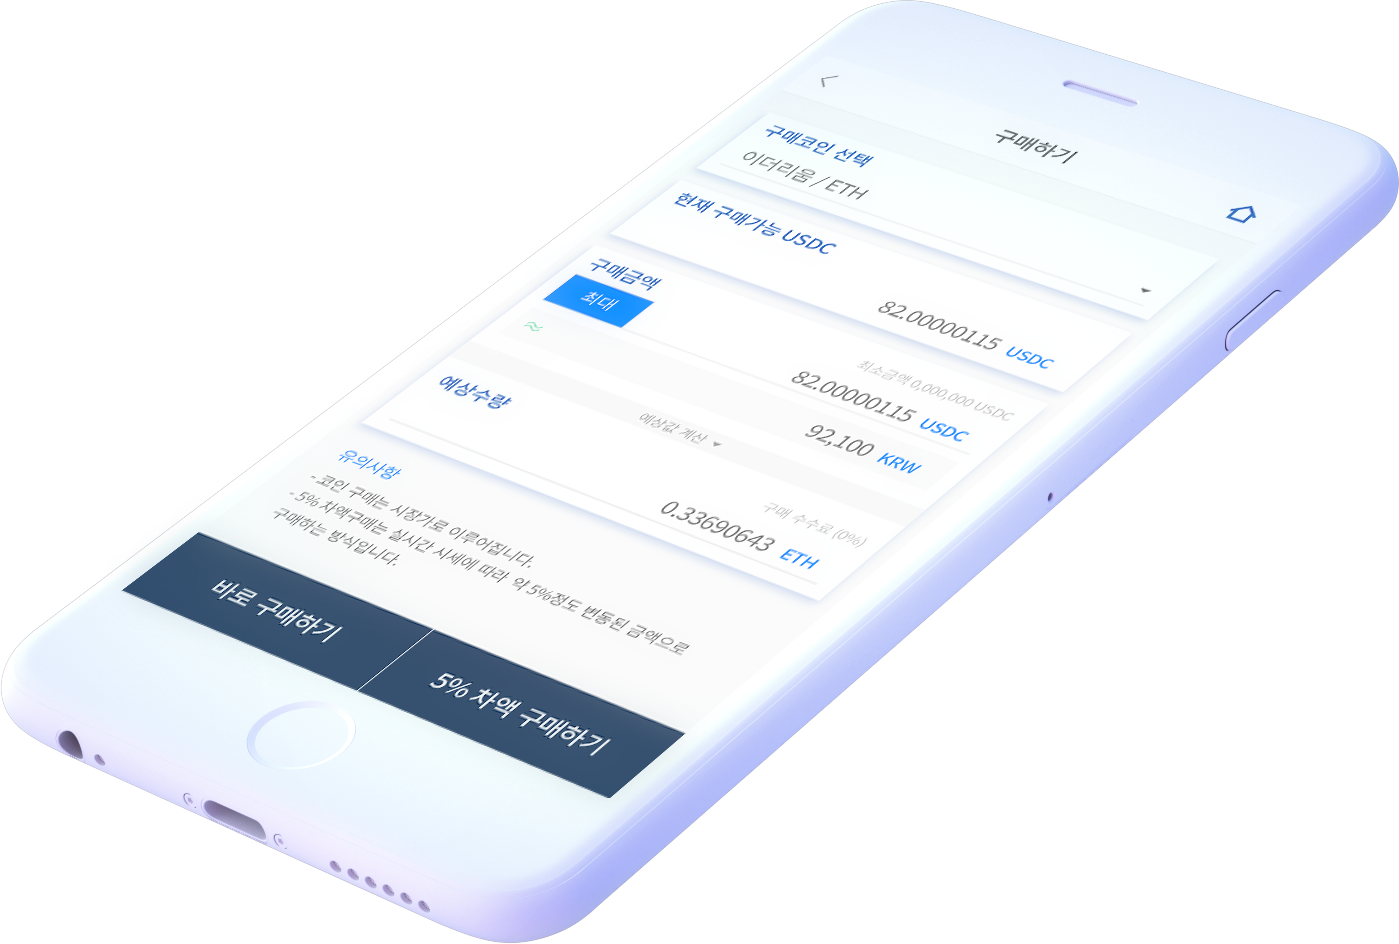 구매하기
구매코인 선택
이더리움 / ETH
현재 구매가능 USDC
82.00000115 USDC
구매금액
최대
최소금액 0,000,000 USDC
82.00000115 USDC
≈
92,100 KRW
예상수량
예상값 계산
구매 수수료 (0%)
0.33690643 ETH
유의사항
- 코인 구매는 시장가로 이루어집니다.
- 5% 차액구매는 실시간 시세에 따라 약 5%정도 변동된 금액으로
구매하는 방식입니다.
바로 구매하기
5% 차액 구매하기